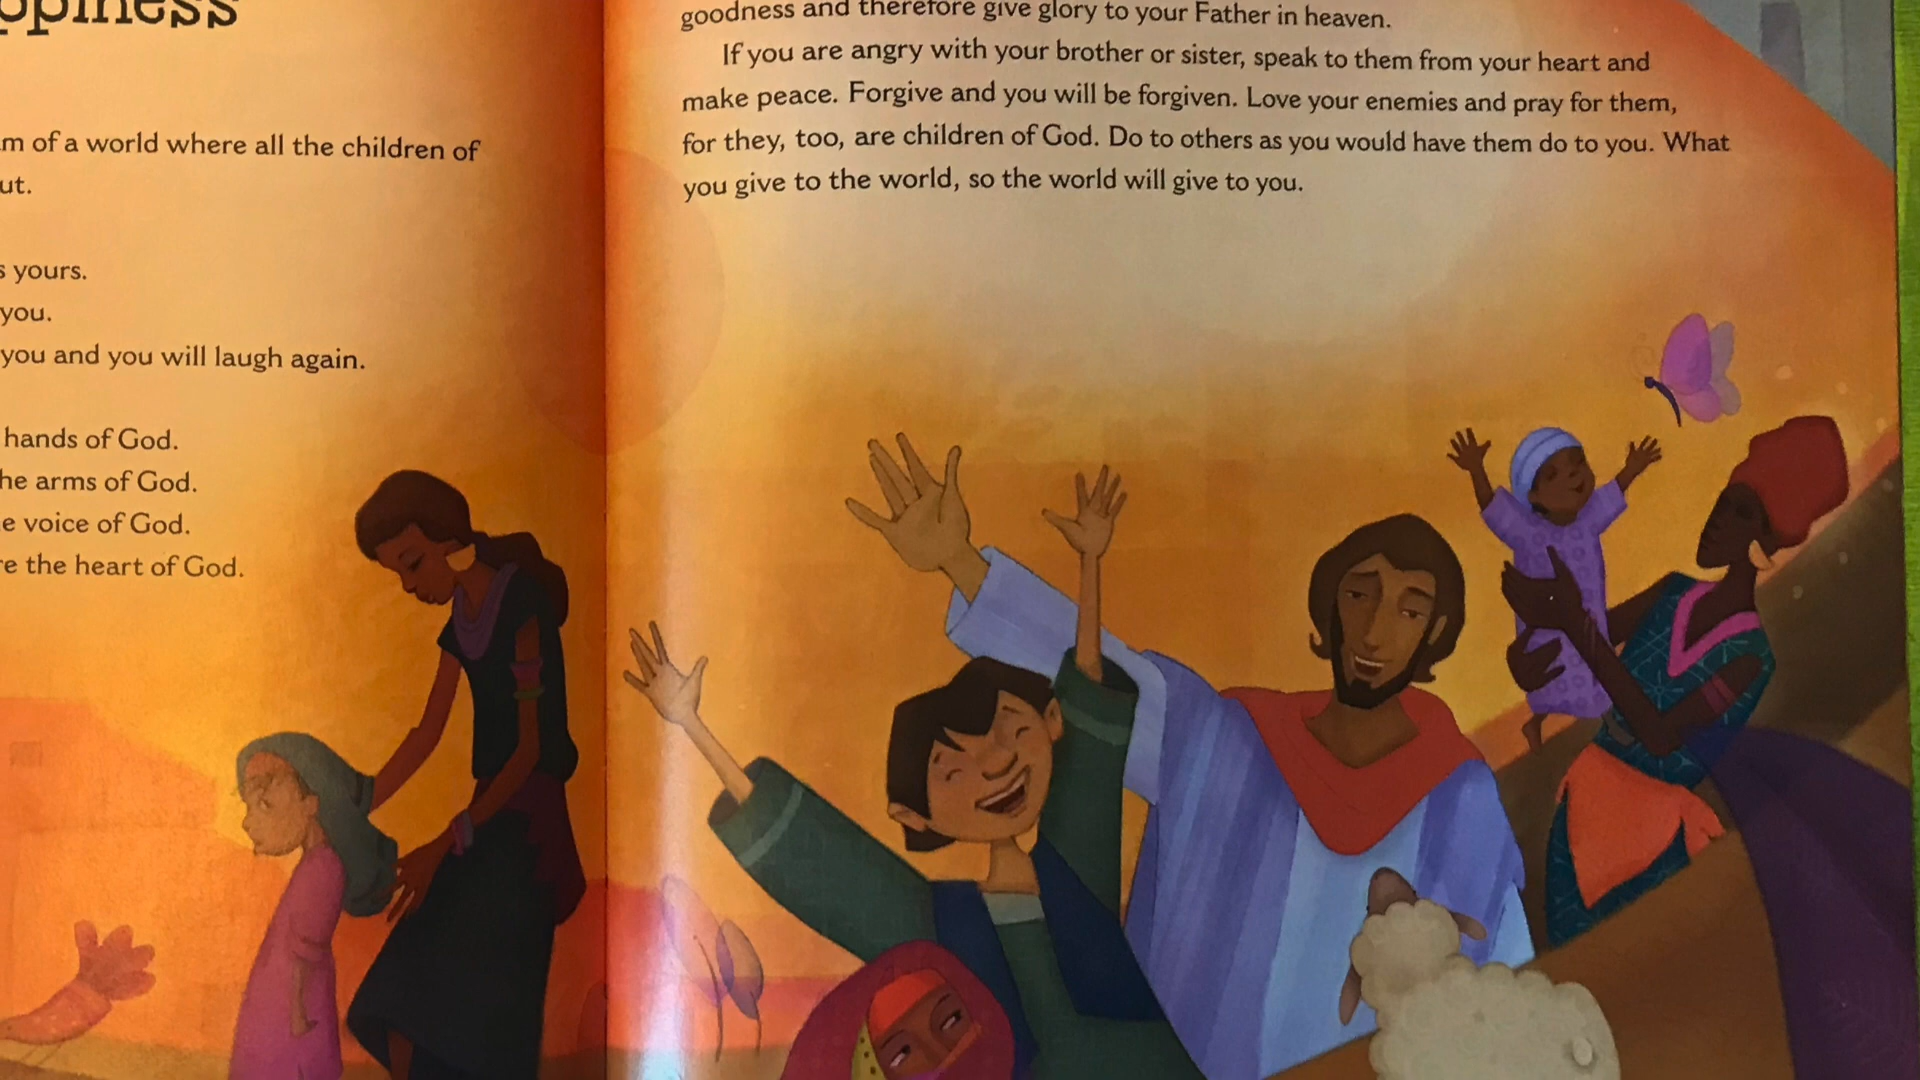 of a world where all the children of
yours.
you.
you and you will laugh again.
hands of God.
arms of God.
voice of God.
the heart of God.
goodness and therefore give glory to your Father in heaven.
If you are angry with your brother or sister, speak to them from your heart and
make peace. Forgive and you will be forgiven. Love your enemies and pray for them,
for they, too, are children of God. Do to others as you would have them do to you. What
you give to the world, so the world will give to you.